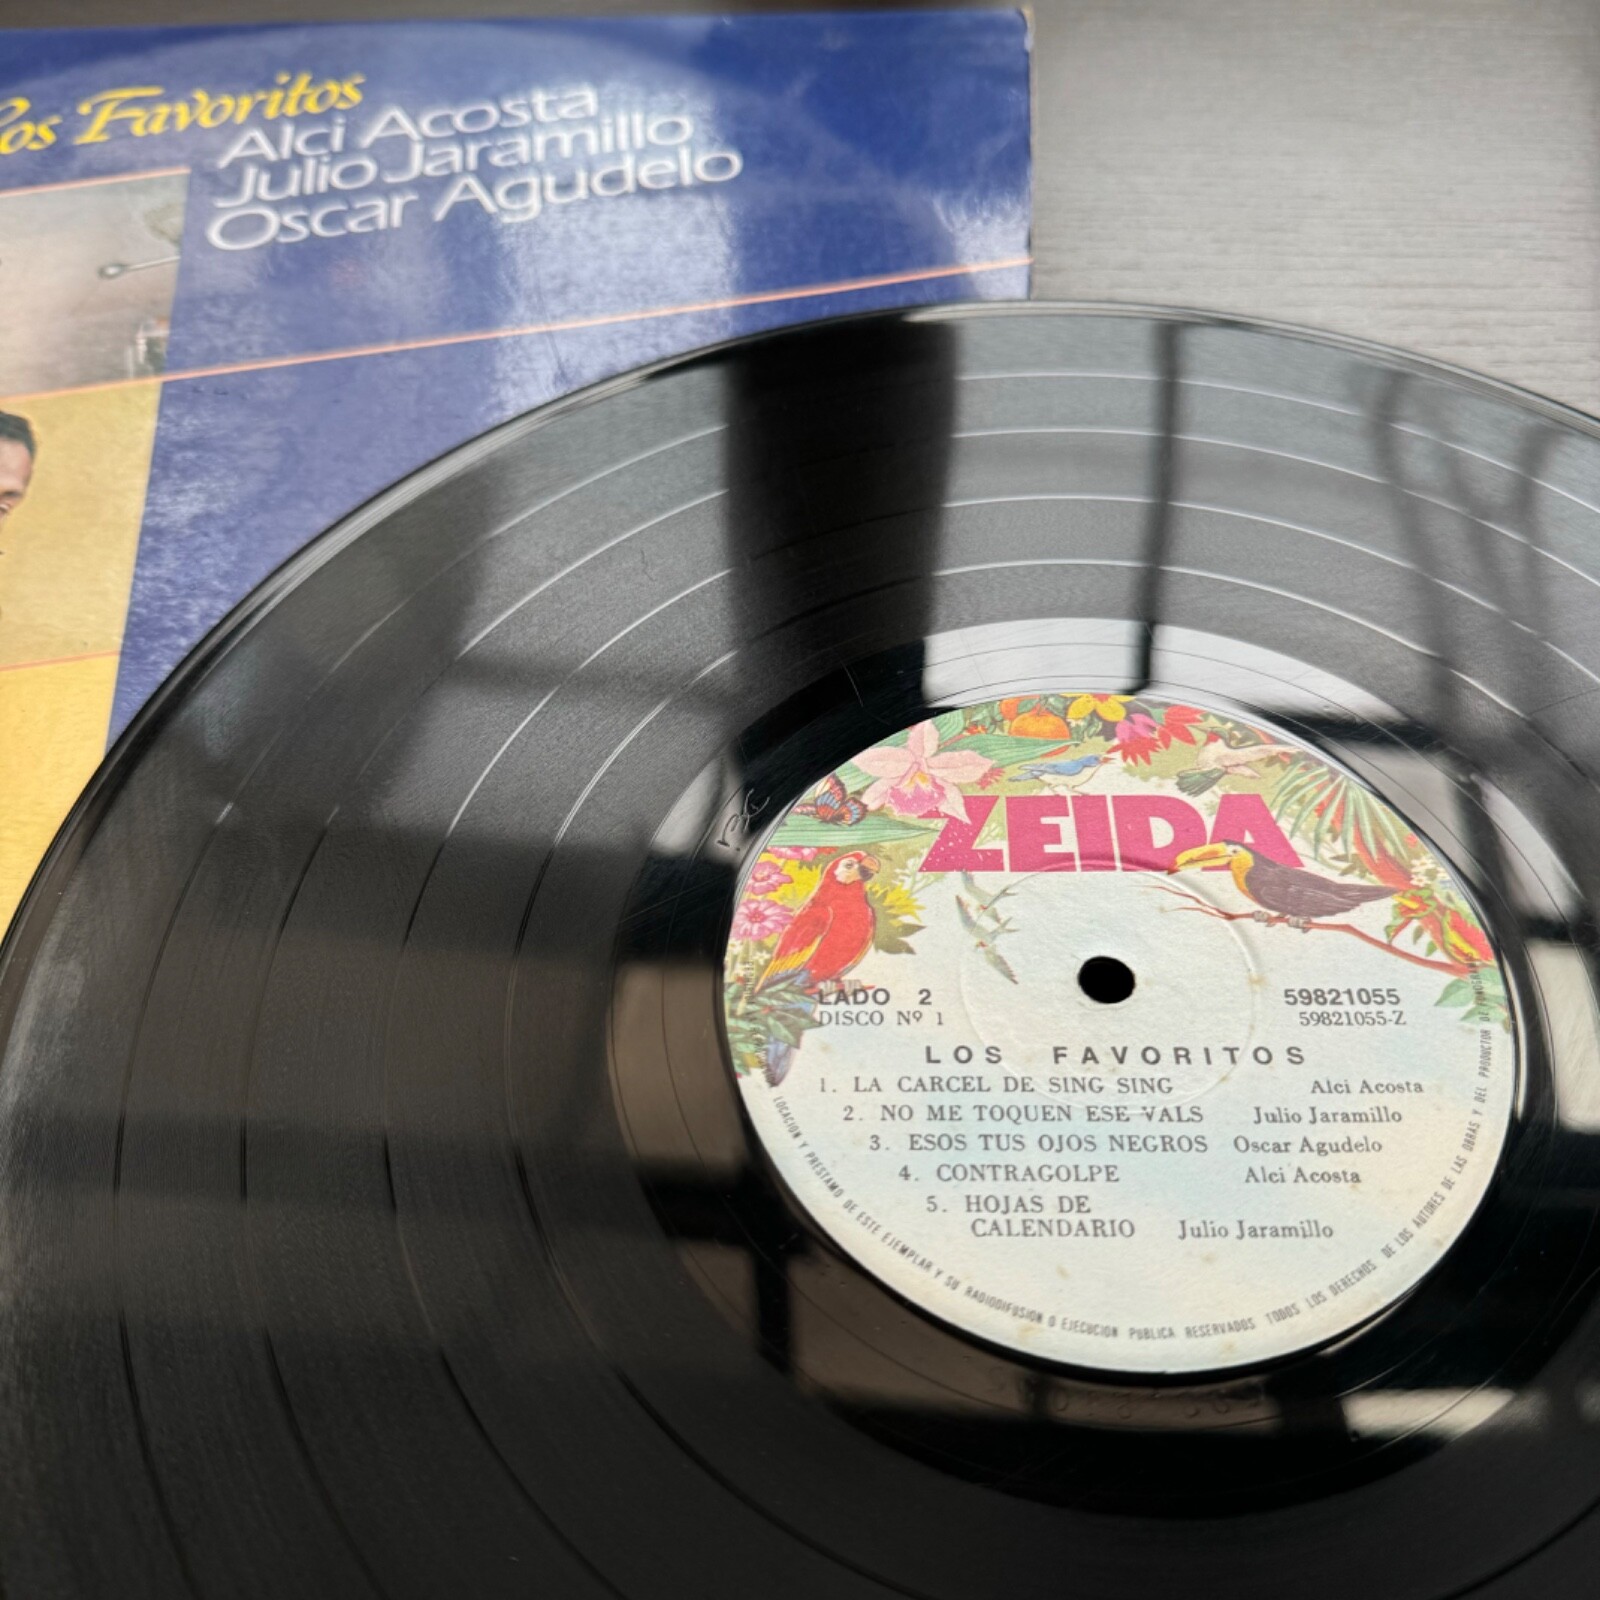 Los Favoritos
Alci Acosta
Julio Jaramillo
Oscar Agudelo
ZEIDA
LADO 2
DISCO Nº 1
59821055
59821055-Z
LOS FAVORITOS
1. LA CARCEL DE SING SING Alci Acosta
2. NO ME TOQUEN ESE VALS Julio Jaramillo
3. ESOS TUS OJOS NEGROS Oscar Agudelo
4. CONTRAGOLPE Alci Acosta
5. HOJAS DE
CALENDARIO Julio Jaramillo
LOCACION Y PRESTAMO DE ESTE EJEMPLAR Y SU RADIODIFUSION O EJECUCION PUBLICA RESERVADOS TODOS LOS DERECHOS DE LOS AUTORES DE LAS OBRAS Y DEL PRODUCTOR DE FONOGRAMAS